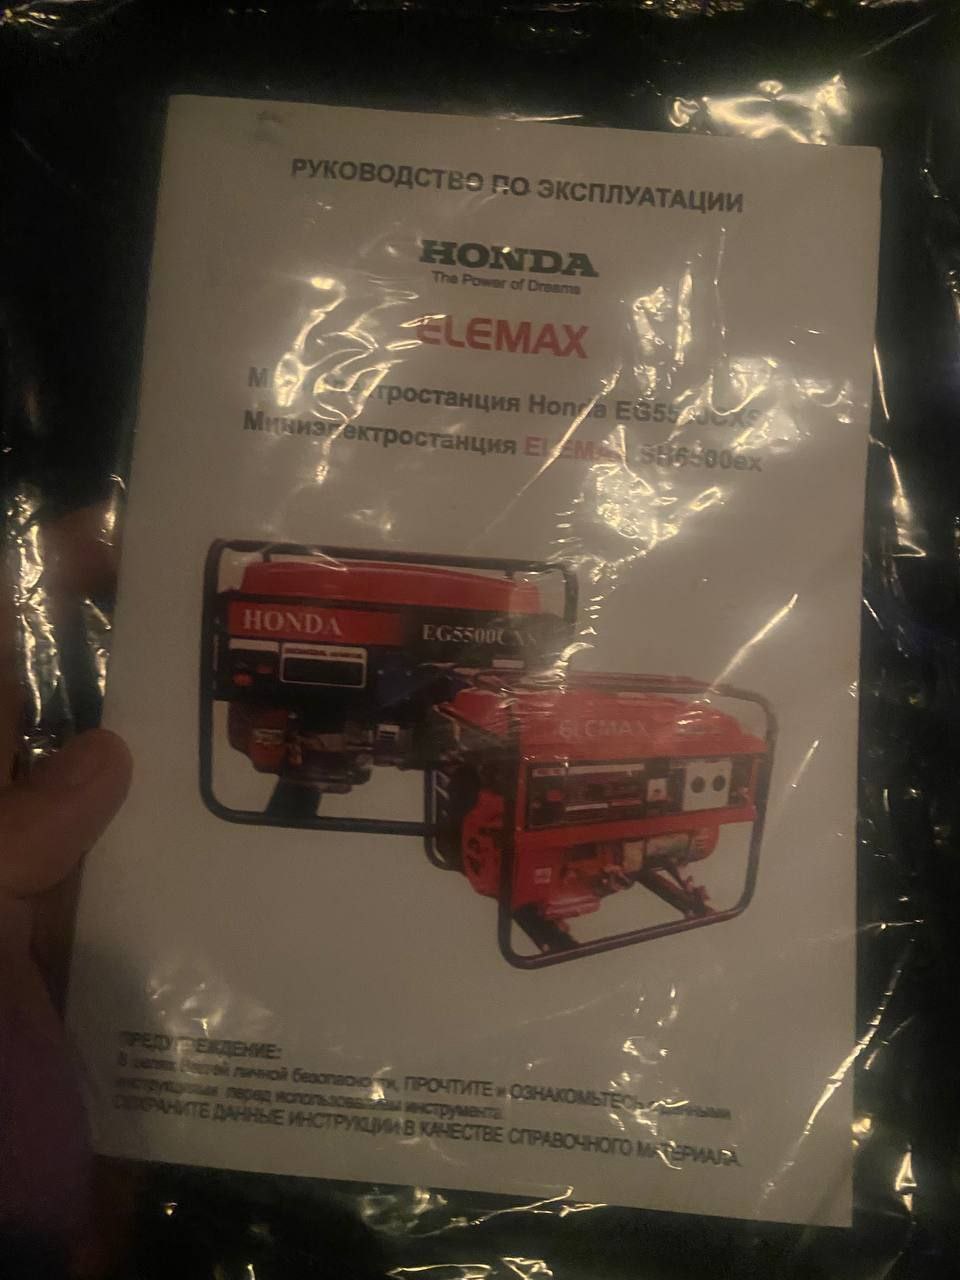 РУКОВОДСТВО ПО ЭКСПЛУАТАЦИИ
HONDA
The Power of Dreams
ELEMAX
Honda EG5500CXS
Миниэлектростанция ELEMAX SH6500ex
HONDA
EG5500CXS
ELEMAX
ПРЕДУПРЕЖДЕНИЕ:
В целях Вашей личной безопасности, ПРОЧТИТЕ и ОЗНАКОМЬТЕСЬ с данными
инструкциями перед использованием инструмента
СОХРАНИТЕ ДАННЫЕ ИНСТРУКЦИИ В КАЧЕСТВЕ СПРАВОЧНОГО МАТЕРИАЛА